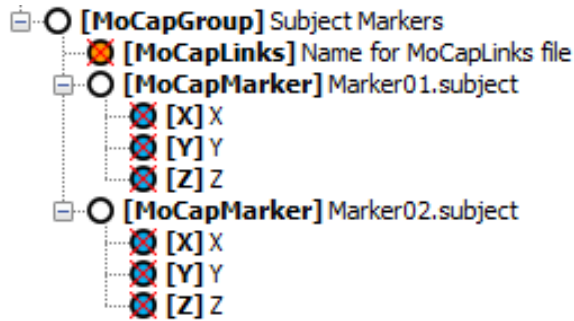 [MoCapGroup] Subject Markers
[MoCapLinks] Name for MoCapLinks file
[MoCapMarker] Marker01.subject
[X] X
[Y] Y
[Z] Z
[MoCapMarker] Marker02.subject
[X] X
[Y] Y
[Z] Z